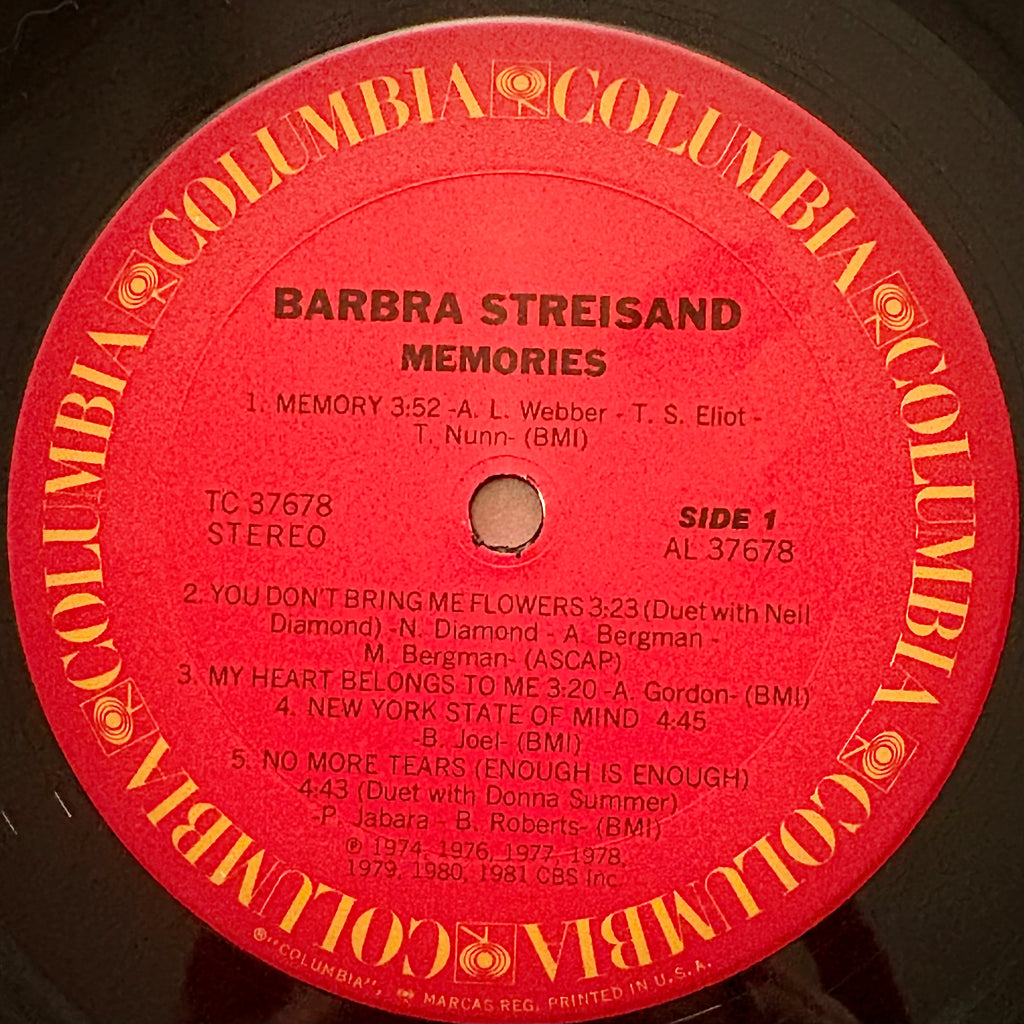 COLUMBIA COLUMBIA COLUMBIA COLUMBIA COLUMBIA COLUMBIA COLUMBIA COLUMBIA
BARBRA STREISAND
MEMORIES
1. MEMORY 3:52 -A. L. Webber - T. S. Eliot -
T. Nunn- (BMI)
TC 37678
STEREO
SIDE 1
AL 37678
2. YOU DON'T BRING ME FLOWERS 3:23 (Duet with Neil
Diamond) -N. Diamond - A. Bergman -
M. Bergman- (ASCAP)
3. MY HEART BELONGS TO ME 3:20 -A. Gordon- (BMI)
4. NEW YORK STATE OF MIND 4:45
-B. Joel- (BMI)
5. NO MORE TEARS (ENOUGH IS ENOUGH)
4:43 (Duet with Donna Summer)
-P. Jabara - B. Roberts- (BMI)
℗ 1974, 1976, 1977, 1978,
1979, 1980, 1981 CBS Inc.
®"COLUMBIA", MARCAS REG. PRINTED IN U.S.A.